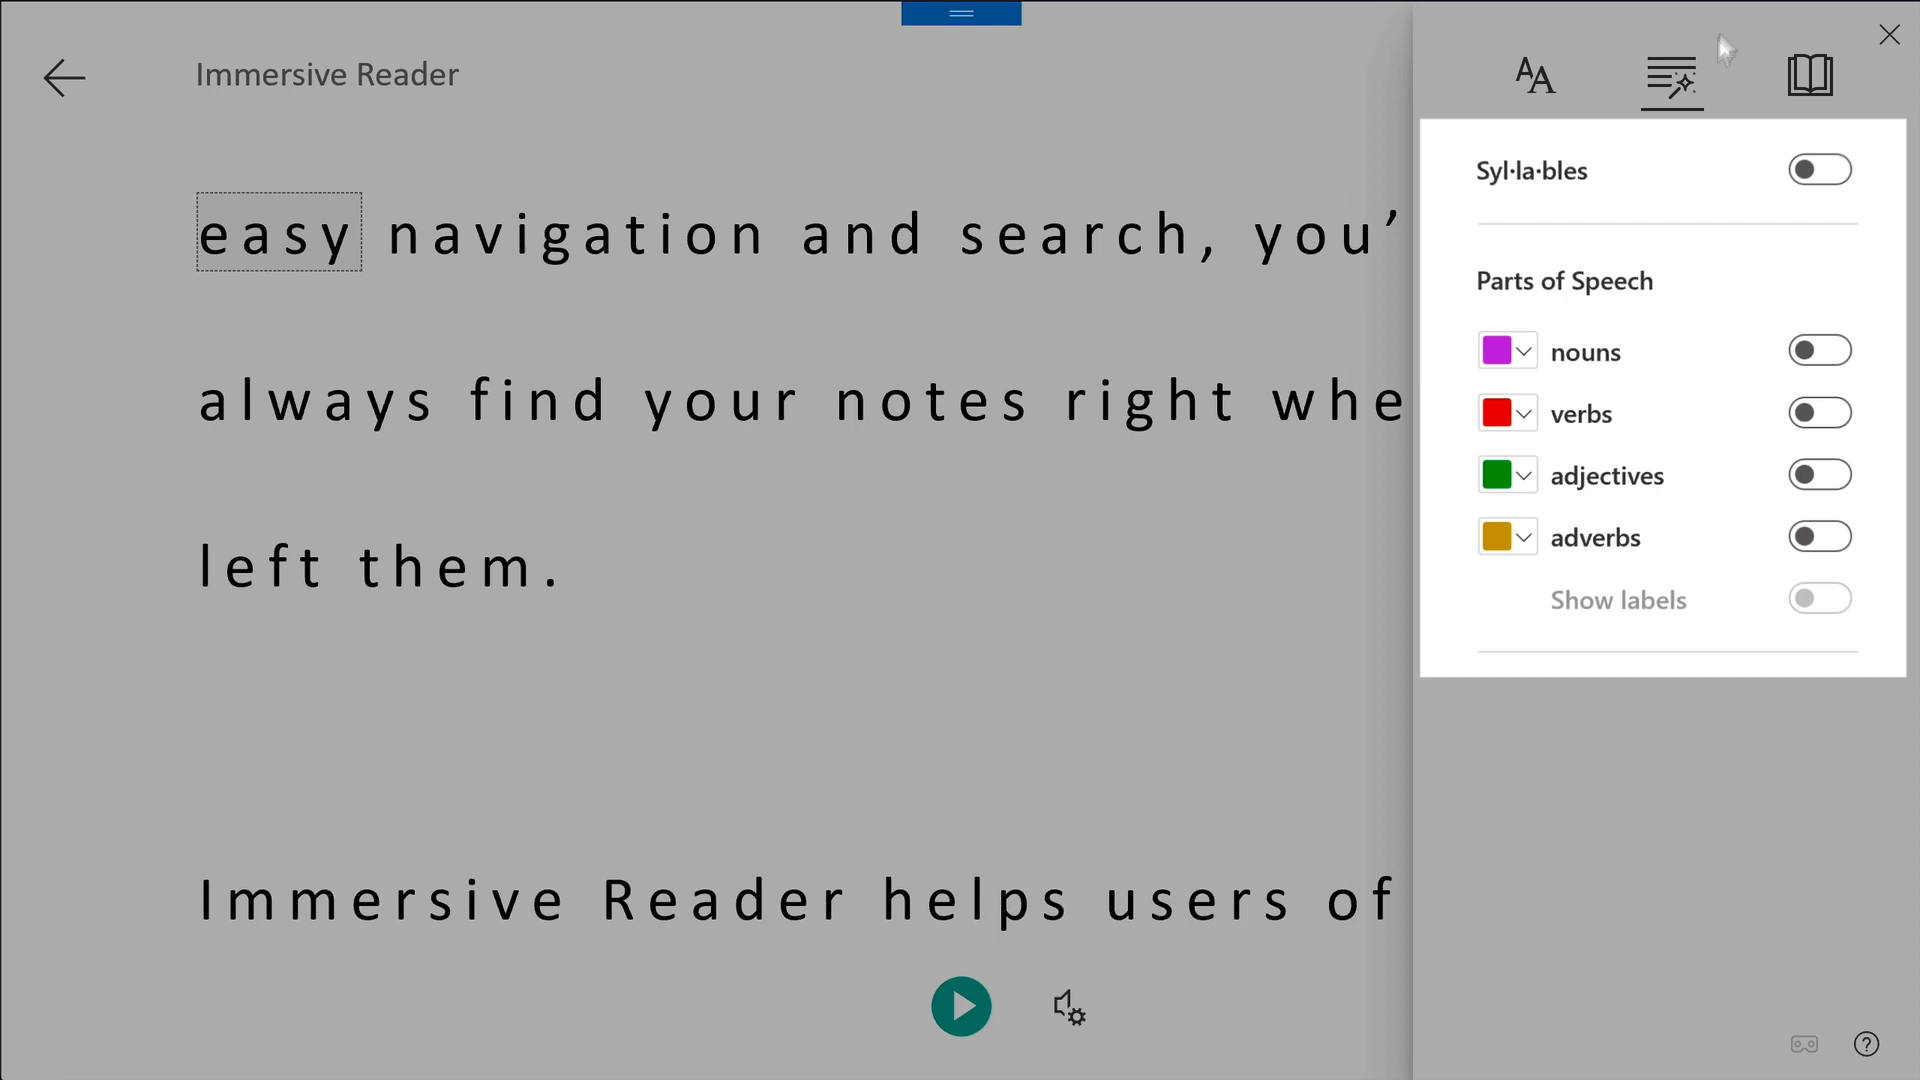 Immersive Reader
easy navigation and search, you’
always find your notes right whe
left them.
Immersive Reader helps users of
AA
Syl·la·bles
Parts of Speech
nouns
verbs
adjectives
adverbs
Show labels
?